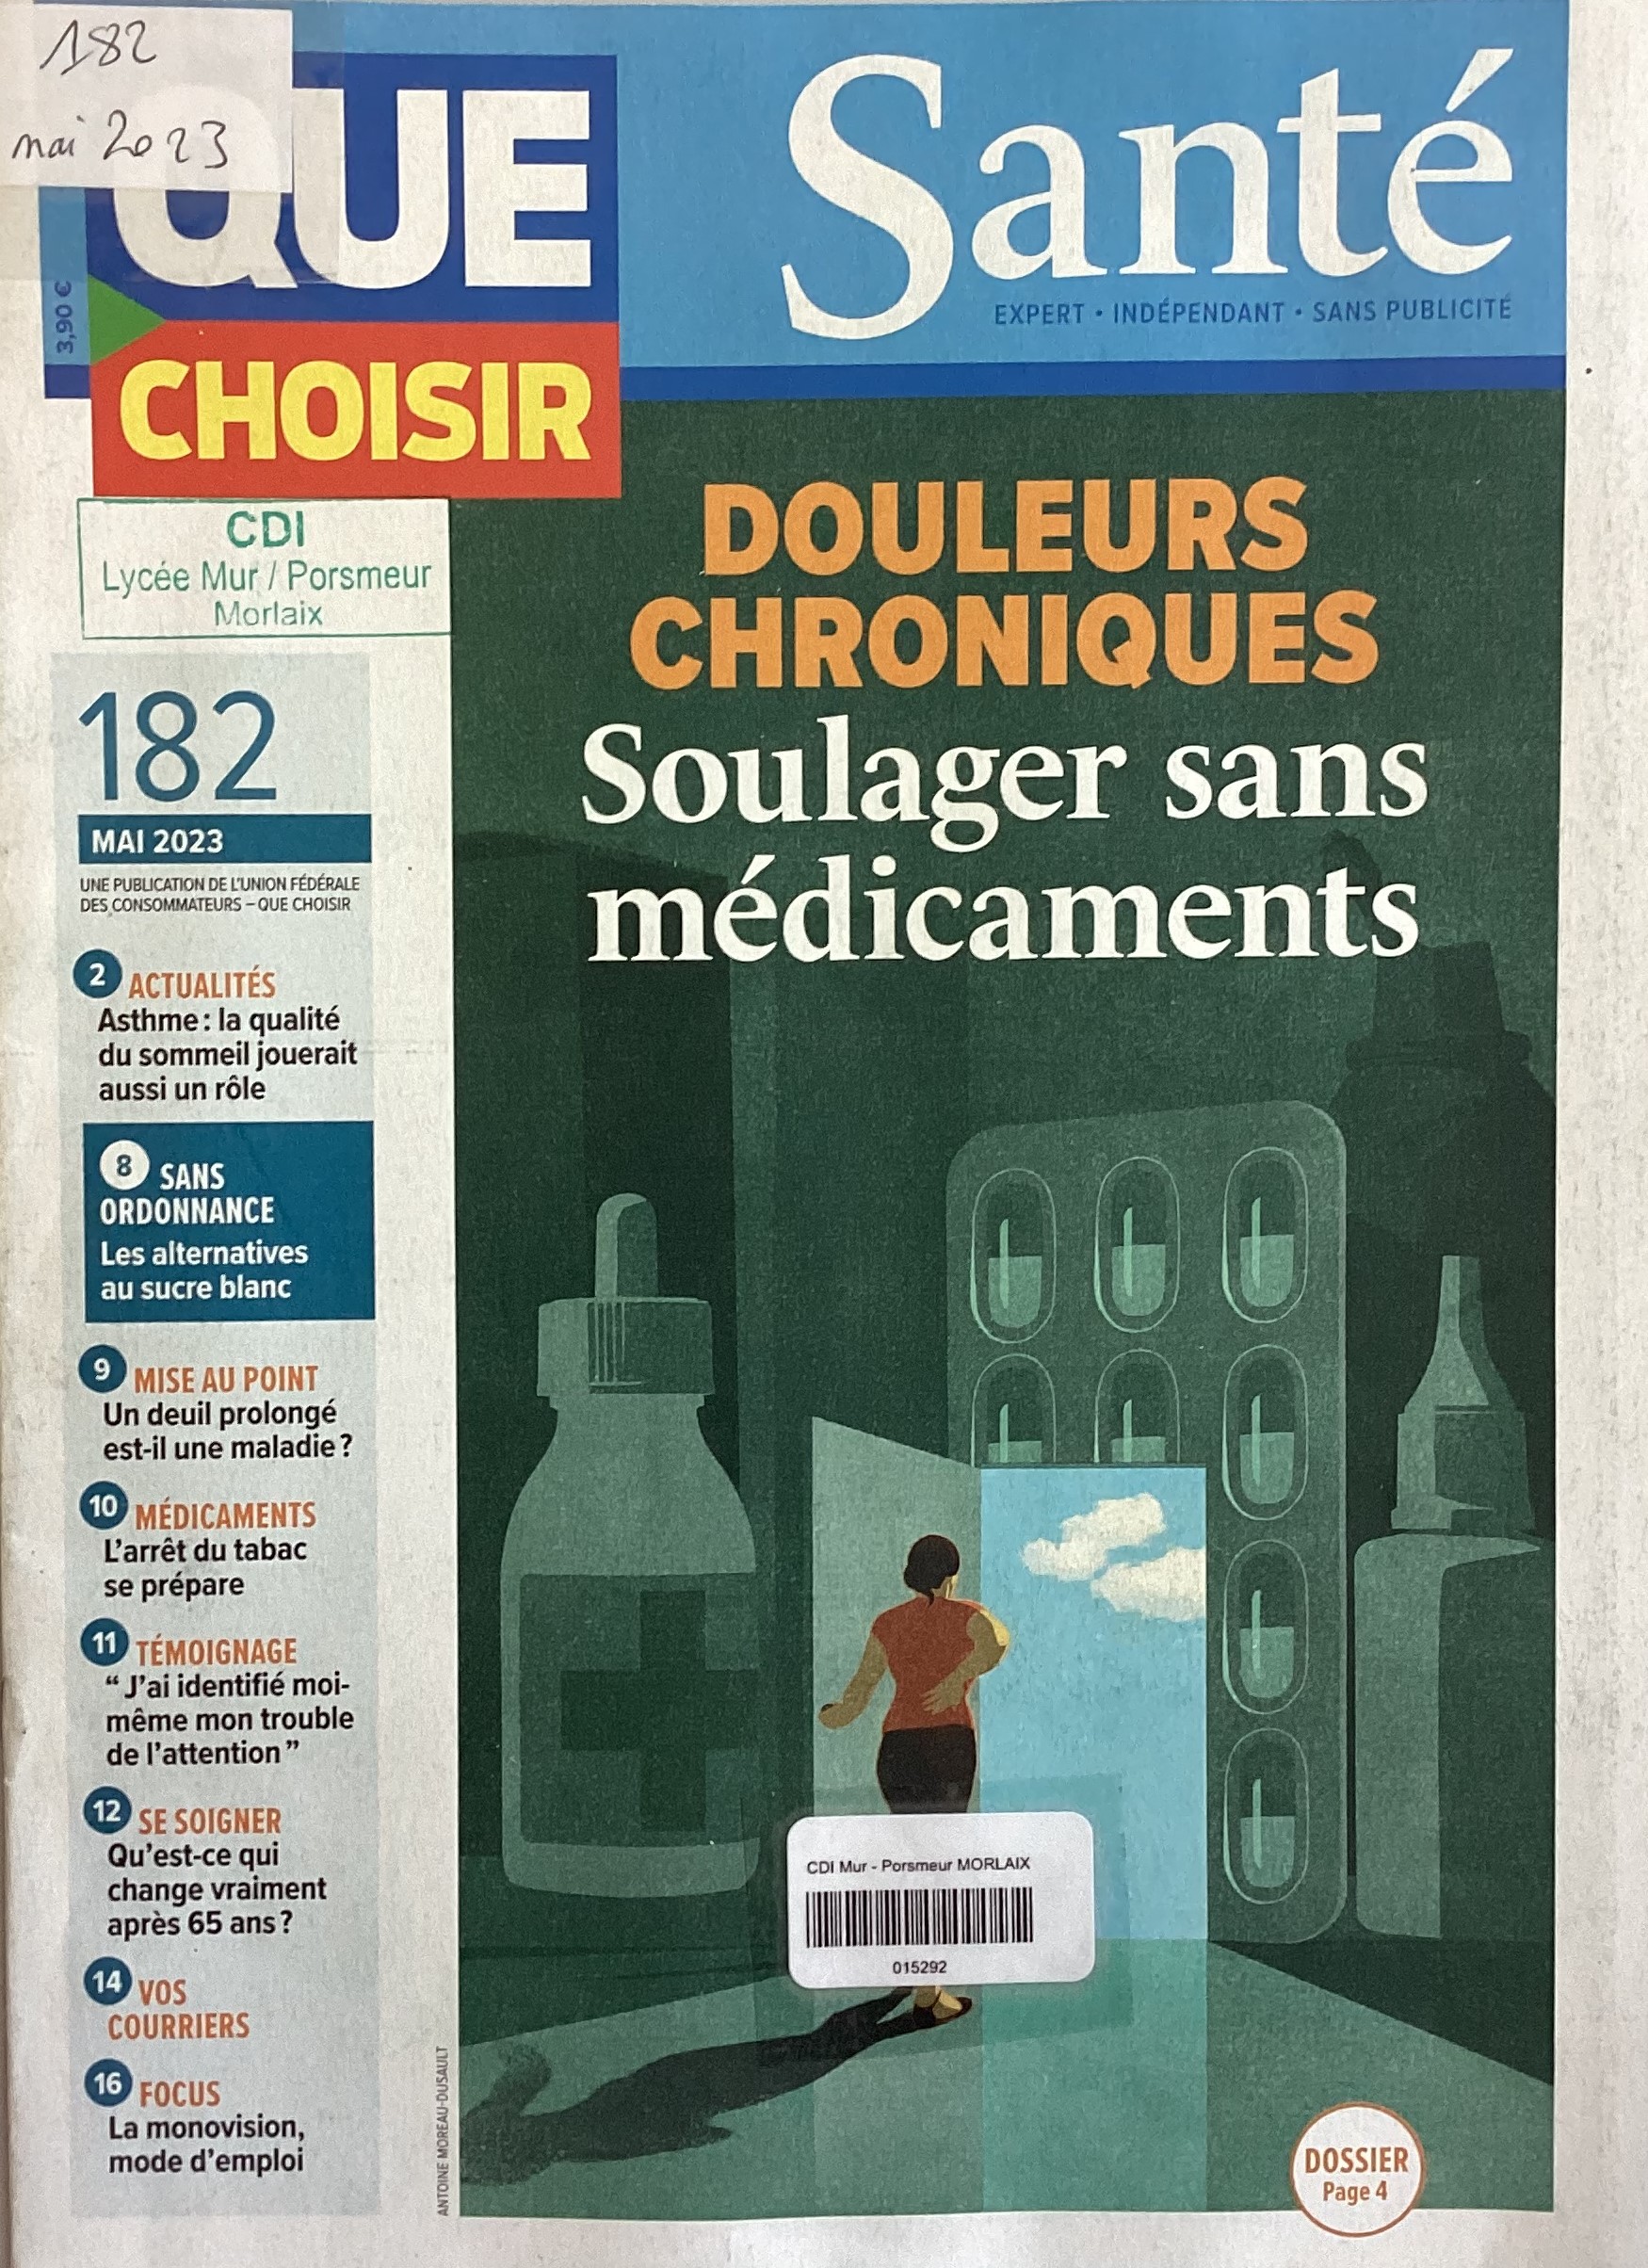 182
mai 2023
QUE
CHOISIR
3,90 €
Santé
EXPERT • INDÉPENDANT • SANS PUBLICITÉ
CDI
Lycée Mur / Porsmeur
Morlaix
DOULEURS
CHRONIQUES
Soulager sans
médicaments
182
MAI 2023
UNE PUBLICATION DE L'UNION FÉDÉRALE
DES CONSOMMATEURS – QUE CHOISIR
2 ACTUALITÉS
Asthme : la qualité
du sommeil jouerait
aussi un rôle
8 SANS
ORDONNANCE
Les alternatives
au sucre blanc
9 MISE AU POINT
Un deuil prolongé
est-il une maladie ?
10 MÉDICAMENTS
L'arrêt du tabac
se prépare
11 TÉMOIGNAGE
“ J'ai identifié moi-
même mon trouble
de l'attention ”
12 SE SOIGNER
Qu'est-ce qui
change vraiment
après 65 ans ?
14 VOS
COURRIERS
16 FOCUS
La monovision,
mode d'emploi
ANTOINE MOREAU-DUSAULT
CDI Mur - Porsmeur MORLAIX
015292
DOSSIER
Page 4